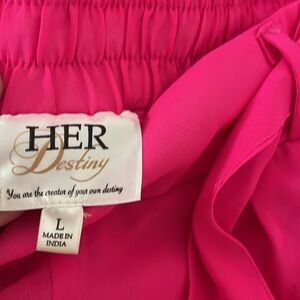 HER
Destiny
You are the creator of your own destiny
L
MADE IN
INDIA